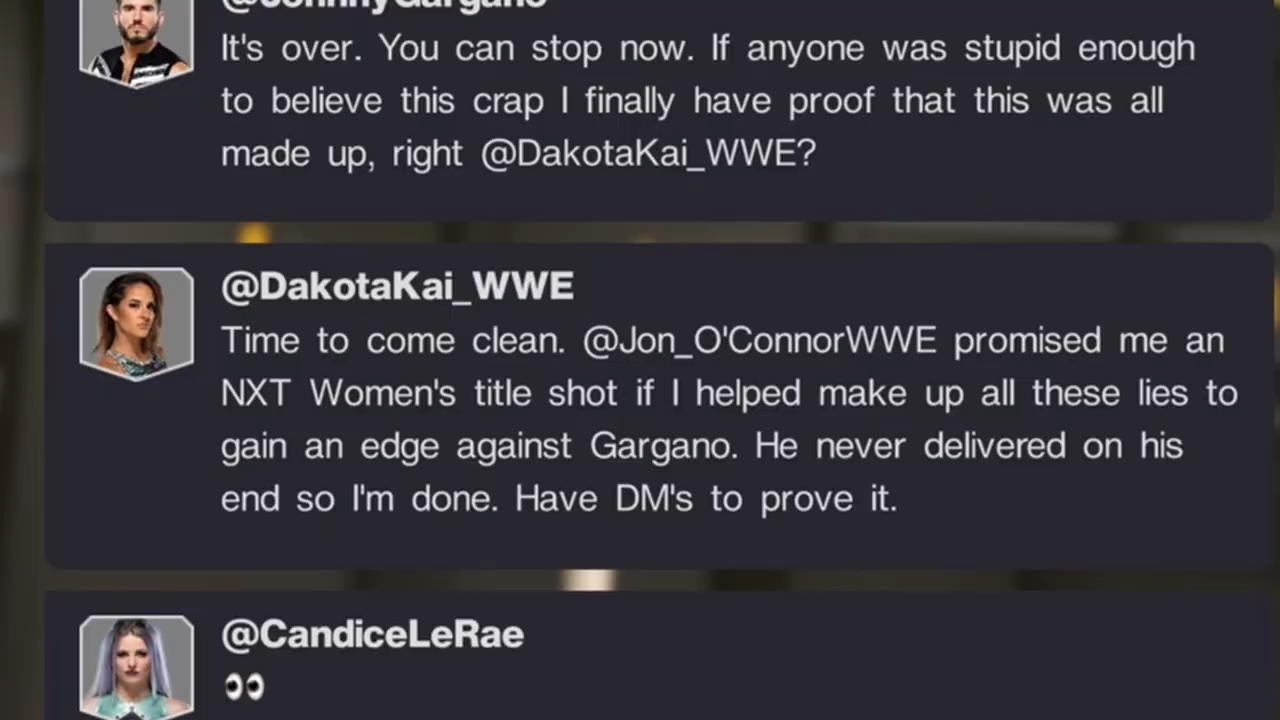 @JohnnyGargano
It's over. You can stop now. If anyone was stupid enough
to believe this crap I finally have proof that this was all
made up, right @DakotaKai_WWE?
@DakotaKai_WWE
Time to come clean. @Jon_O'ConnorWWE promised me an
NXT Women's title shot if I helped make up all these lies to
gain an edge against Gargano. He never delivered on his
end so I'm done. Have DM's to prove it.
@CandiceLeRae
👀